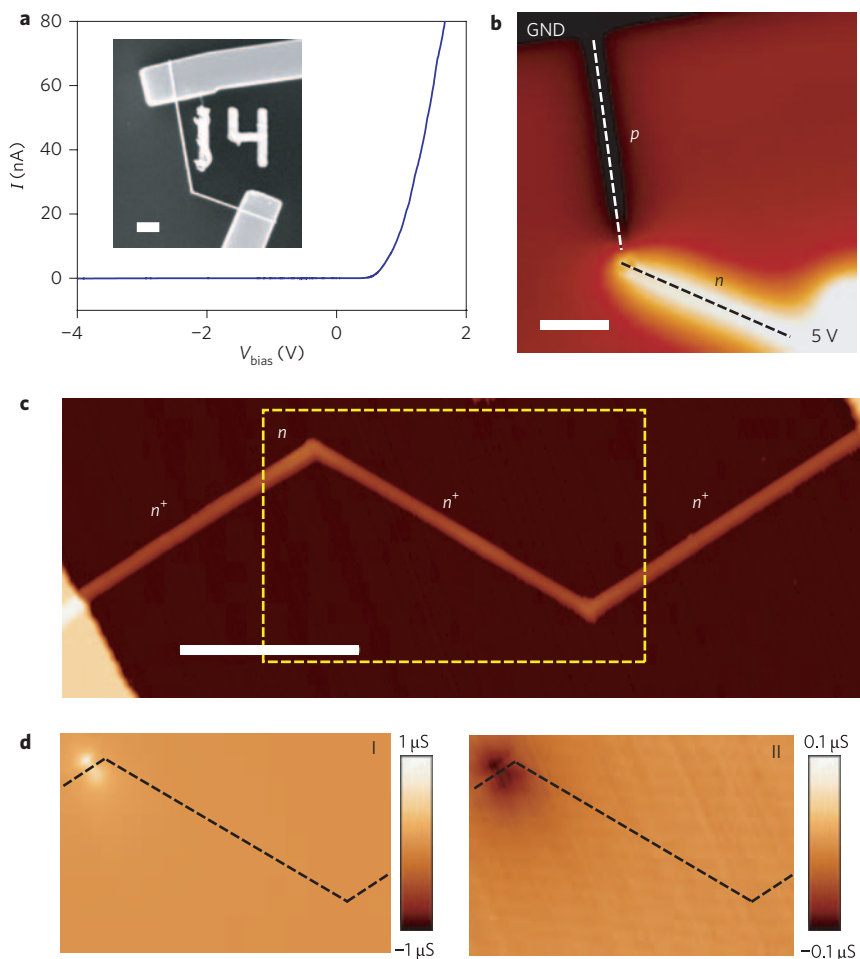 a
80
60
40
20
0
I (nA)
−4
−2
0
2
V_bias (V)
14
b
GND
p
n
5 V
c
n⁺
n
n⁺
n⁺
d
I
1 μS
−1 μS
II
0.1 μS
−0.1 μS